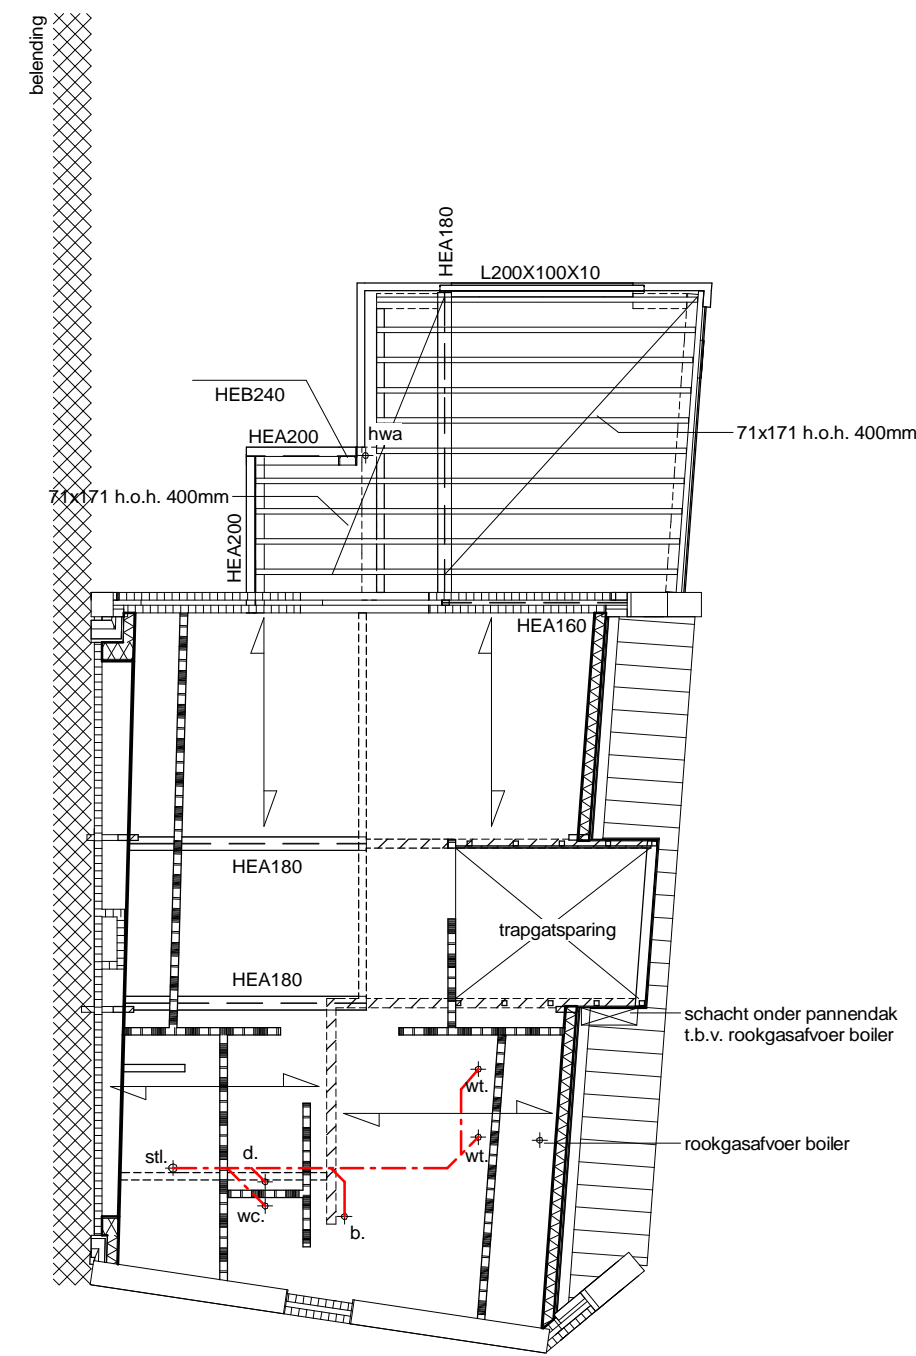 belending
HEA180
L200X100X10
HEB240
HEA200
hwa
71x171 h.o.h. 400mm
71x171 h.o.h. 400mm
HEA200
HEA160
HEA180
trapgatsparing
HEA180
schacht onder pannendak
t.b.v. rookgasafvoer boiler
wt.
rookgasafvoer boiler
stl.
d.
wt.
wc.
b.